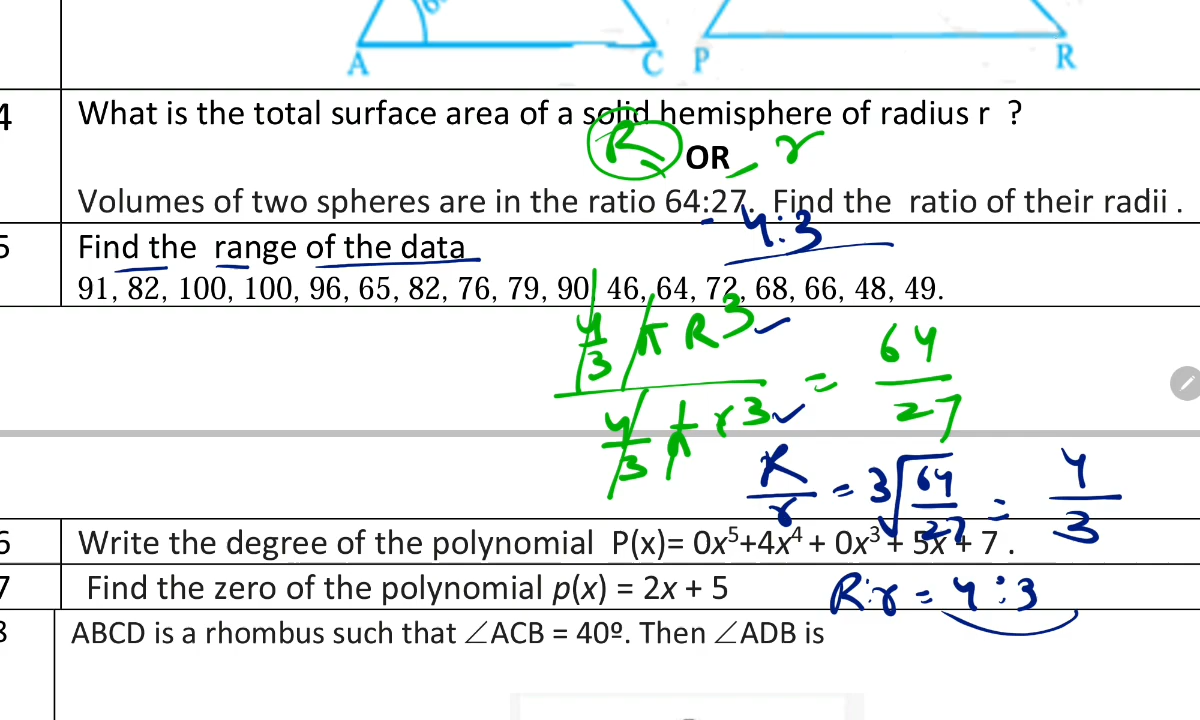 6
A C P R
4 What is the total surface area of a solid hemisphere of radius r ?
R OR r
Volumes of two spheres are in the ratio 64:27. Find the ratio of their radii .
4:3
5 Find the range of the data
91, 82, 100, 100, 96, 65, 82, 76, 79, 90, 46, 64, 72, 68, 66, 48, 49.
4/3 π R3 / 4/3 π r3 = 64/27
R/r = 3√64/27 = 4/3
6 Write the degree of the polynomial P(x)= 0x⁵+4x⁴ + 0x³ + 5x + 7 .
7 Find the zero of the polynomial p(x) = 2x + 5
R:r = 4:3
8 ABCD is a rhombus such that ∠ACB = 40º. Then ∠ADB is